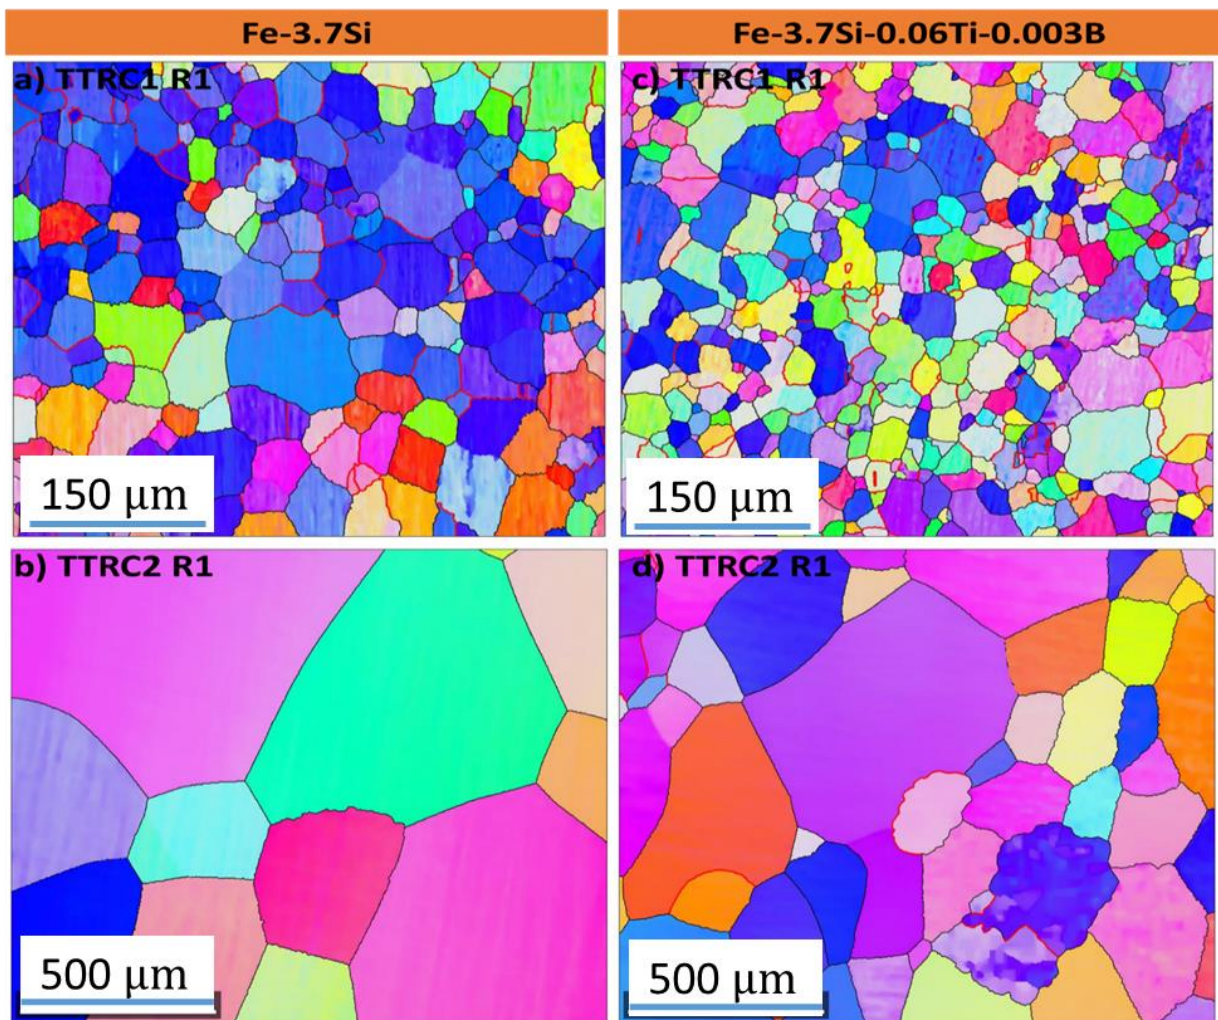 Fe-3.7Si
Fe-3.7Si-0.06Ti-0.003B
a) TTRC1 R1
c) TTRC1 R1
150 μm
150 μm
b) TTRC2 R1
d) TTRC2 R1
500 μm
500 μm